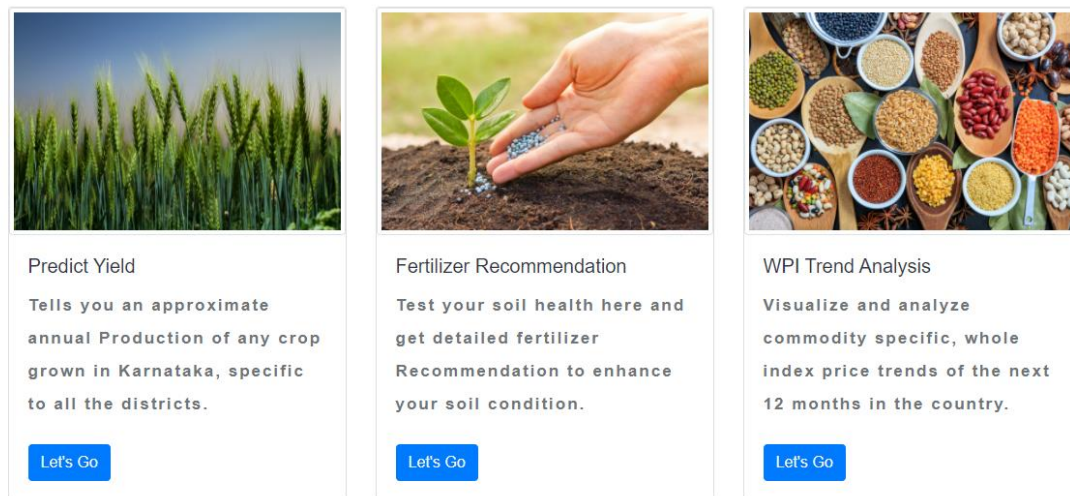 Predict Yield
Tells you an approximate
annual Production of any crop
grown in Karnataka, specific
to all the districts.
Let's Go
Fertilizer Recommendation
Test your soil health here and
get detailed fertilizer
Recommendation to enhance
your soil condition.
Let's Go
WPI Trend Analysis
Visualize and analyze
commodity specific, whole
index price trends of the next
12 months in the country.
Let's Go